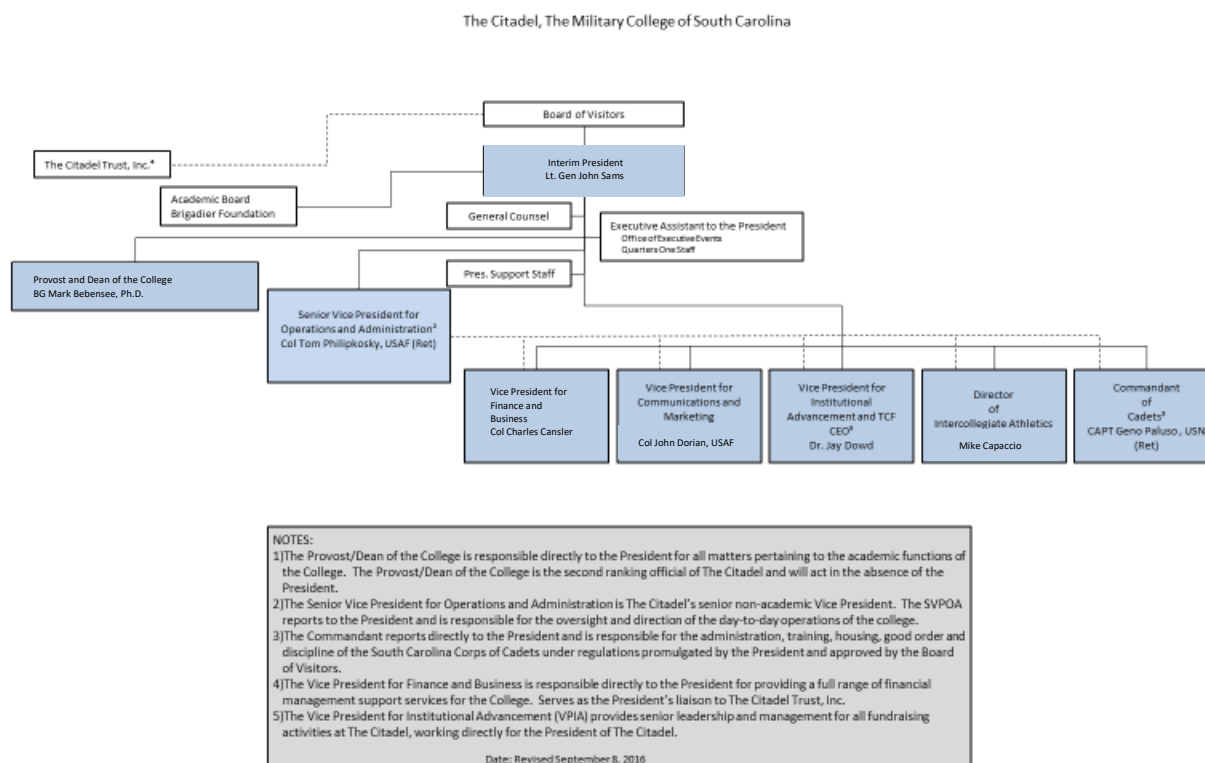 The Citadel, The Military College of South Carolina
Board of Visitors
The Citadel Trust, Inc.⁴
Interim President
Lt. Gen John Sams
Academic Board
Brigadier Foundation
General Counsel
Executive Assistant to the President
Office of Executive Events
Quarters One Staff
Provost and Dean of the College
BG Mark Bebensee, Ph.D.
Pres. Support Staff
Senior Vice President for
Operations and Administration²
Col Tom Philipkosky, USAF (Ret)
Vice President for
Finance and
Business
Col Charles Cansler
Vice President for
Communications and
Marketing
Col John Dorian, USAF
Vice President for
Institutional
Advancement and TCF
CEO⁵
Dr. Jay Dowd
Director
of
Intercollegiate Athletics
Mike Capaccio
Commandant
of
Cadets³
CAPT Geno Paluso, USN
(Ret)
NOTES:
1)The Provost/Dean of the College is responsible directly to the President for all matters pertaining to the academic functions of
the College. The Provost/Dean of the College is the second ranking official of The Citadel and will act in the absence of the
President.
2)The Senior Vice President for Operations and Administration is The Citadel's senior non-academic Vice President. The SVPOA
reports to the President and is responsible for the oversight and direction of the day-to-day operations of the college.
3)The Commandant reports directly to the President and is responsible for the administration, training, housing, good order and
discipline of the South Carolina Corps of Cadets under regulations promulgated by the President and approved by the Board
of Visitors.
4)The Vice President for Finance and Business is responsible directly to the President for providing a full range of financial
management support services for the College. Serves as the President's liaison to The Citadel Trust, Inc.
5)The Vice President for Institutional Advancement (VPIA) provides senior leadership and management for all fundraising
activities at The Citadel, working directly for the President of The Citadel.
Date: Revised September 8, 2016